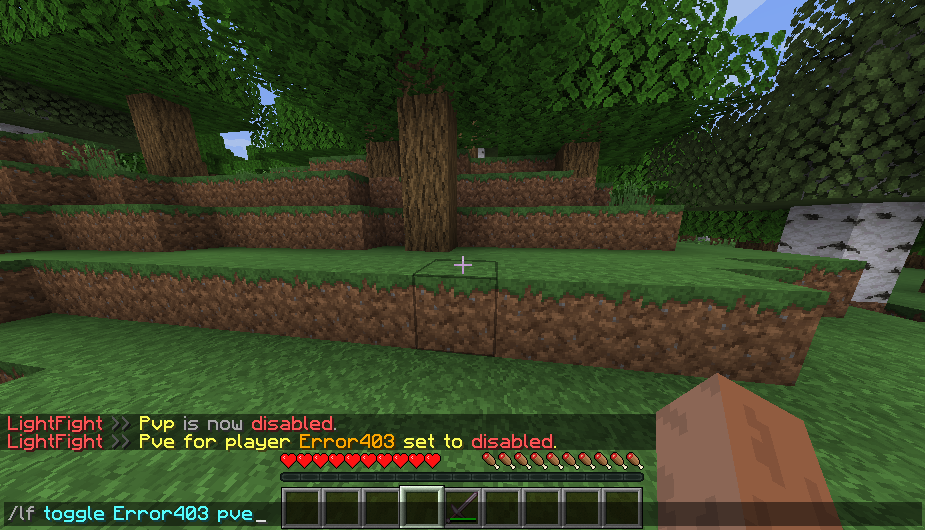 LightFight >> Pvp is now disabled.
LightFight >> Pve for player Error403 set to disabled.
/lf toggle Error403 pve_